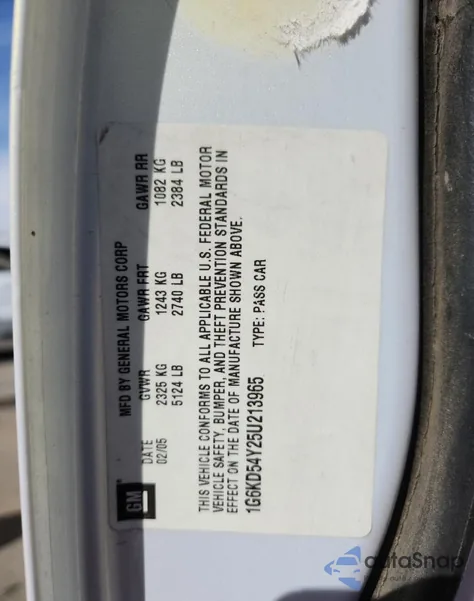 MFD BY GENERAL MOTORS CORP
DATE GVWR GAWR FRT GAWR RR
02/05 2325 KG 1243 KG 1082 KG
5124 LB 2740 LB 2384 LB
GM
THIS VEHICLE CONFORMS TO ALL APPLICABLE U.S. FEDERAL MOTOR
VEHICLE SAFETY, BUMPER, AND THEFT PREVENTION STANDARDS IN
EFFECT ON THE DATE OF MANUFACTURE SHOWN ABOVE.
1G6KD54Y25U213965 TYPE: PASS CAR
autaSnap